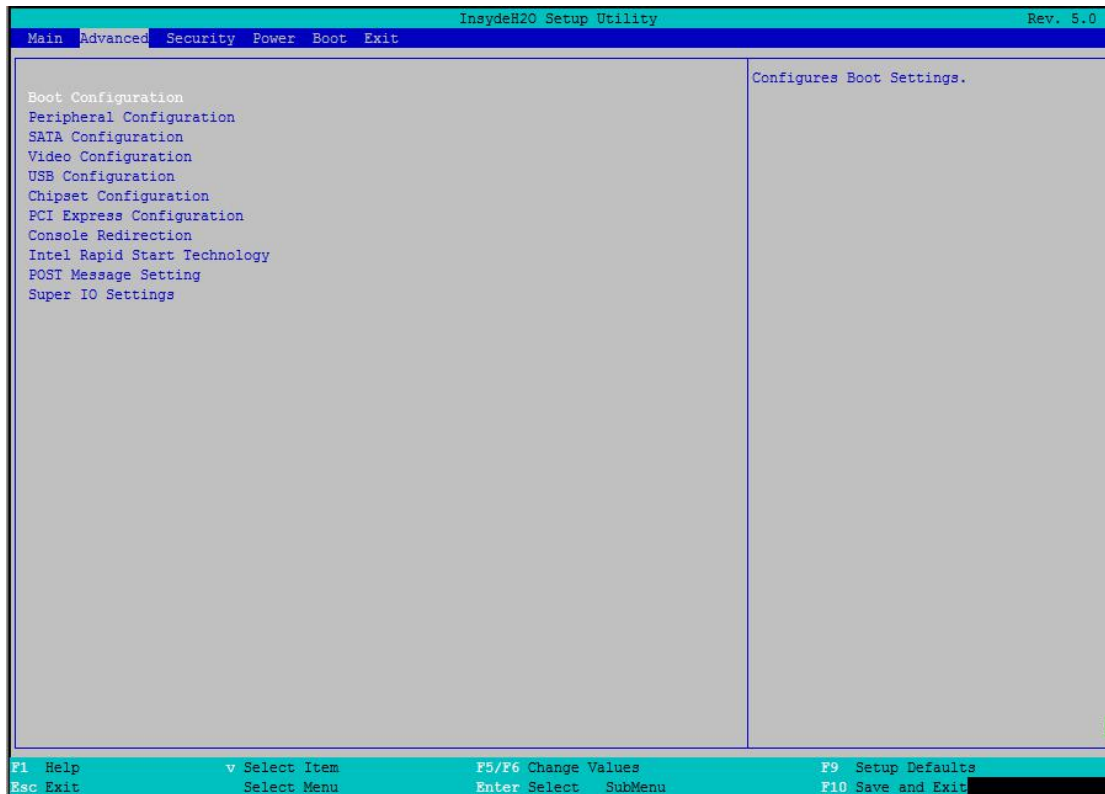 InsydeH20 Setup Utility Rev. 5.0
Main Advanced Security Power Boot Exit
Configures Boot Settings.
Boot Configuration
Peripheral Configuration
SATA Configuration
Video Configuration
USB Configuration
Chipset Configuration
PCI Express Configuration
Console Redirection
Intel Rapid Start Technology
POST Message Setting
Super IO Settings
F1 Help v Select Item F5/F6 Change Values F9 Setup Defaults
Esc Exit Select Menu Enter Select SubMenu F10 Save and Exit